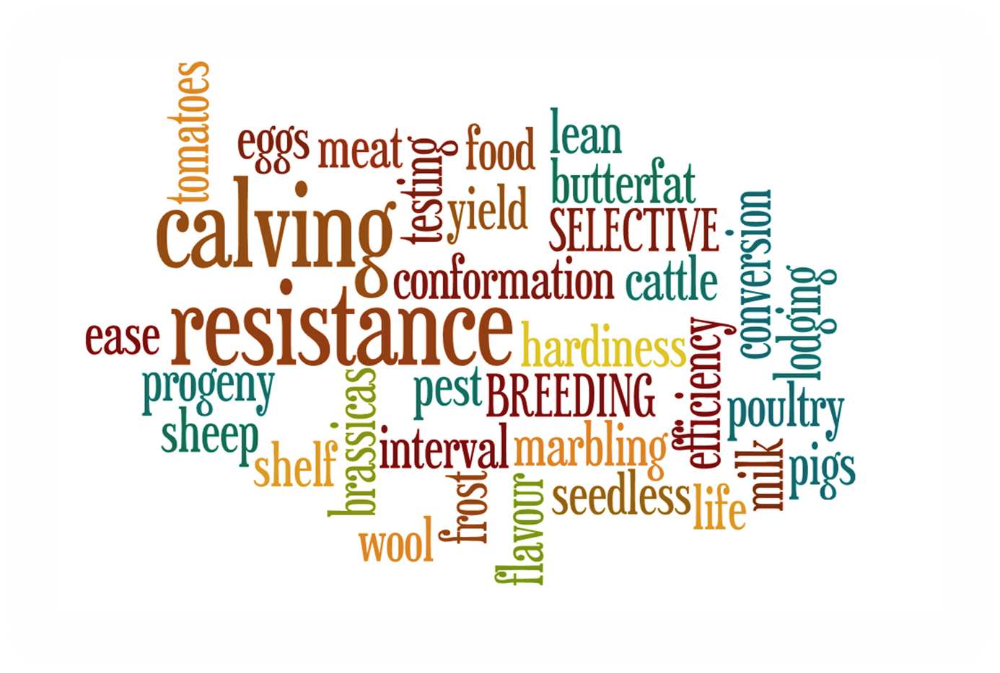 tomatoes
eggs
meat
testing
food
lean
butterfat
yield
calving
SELECTIVE
conversion
conformation
cattle
lodging
resistance
ease
hardiness
efficiency
progeny
brassicas
pest
BREEDING
poultry
sheep
shelf
interval
marbling
milk
pigs
frost
flavour
seedless
life
wool